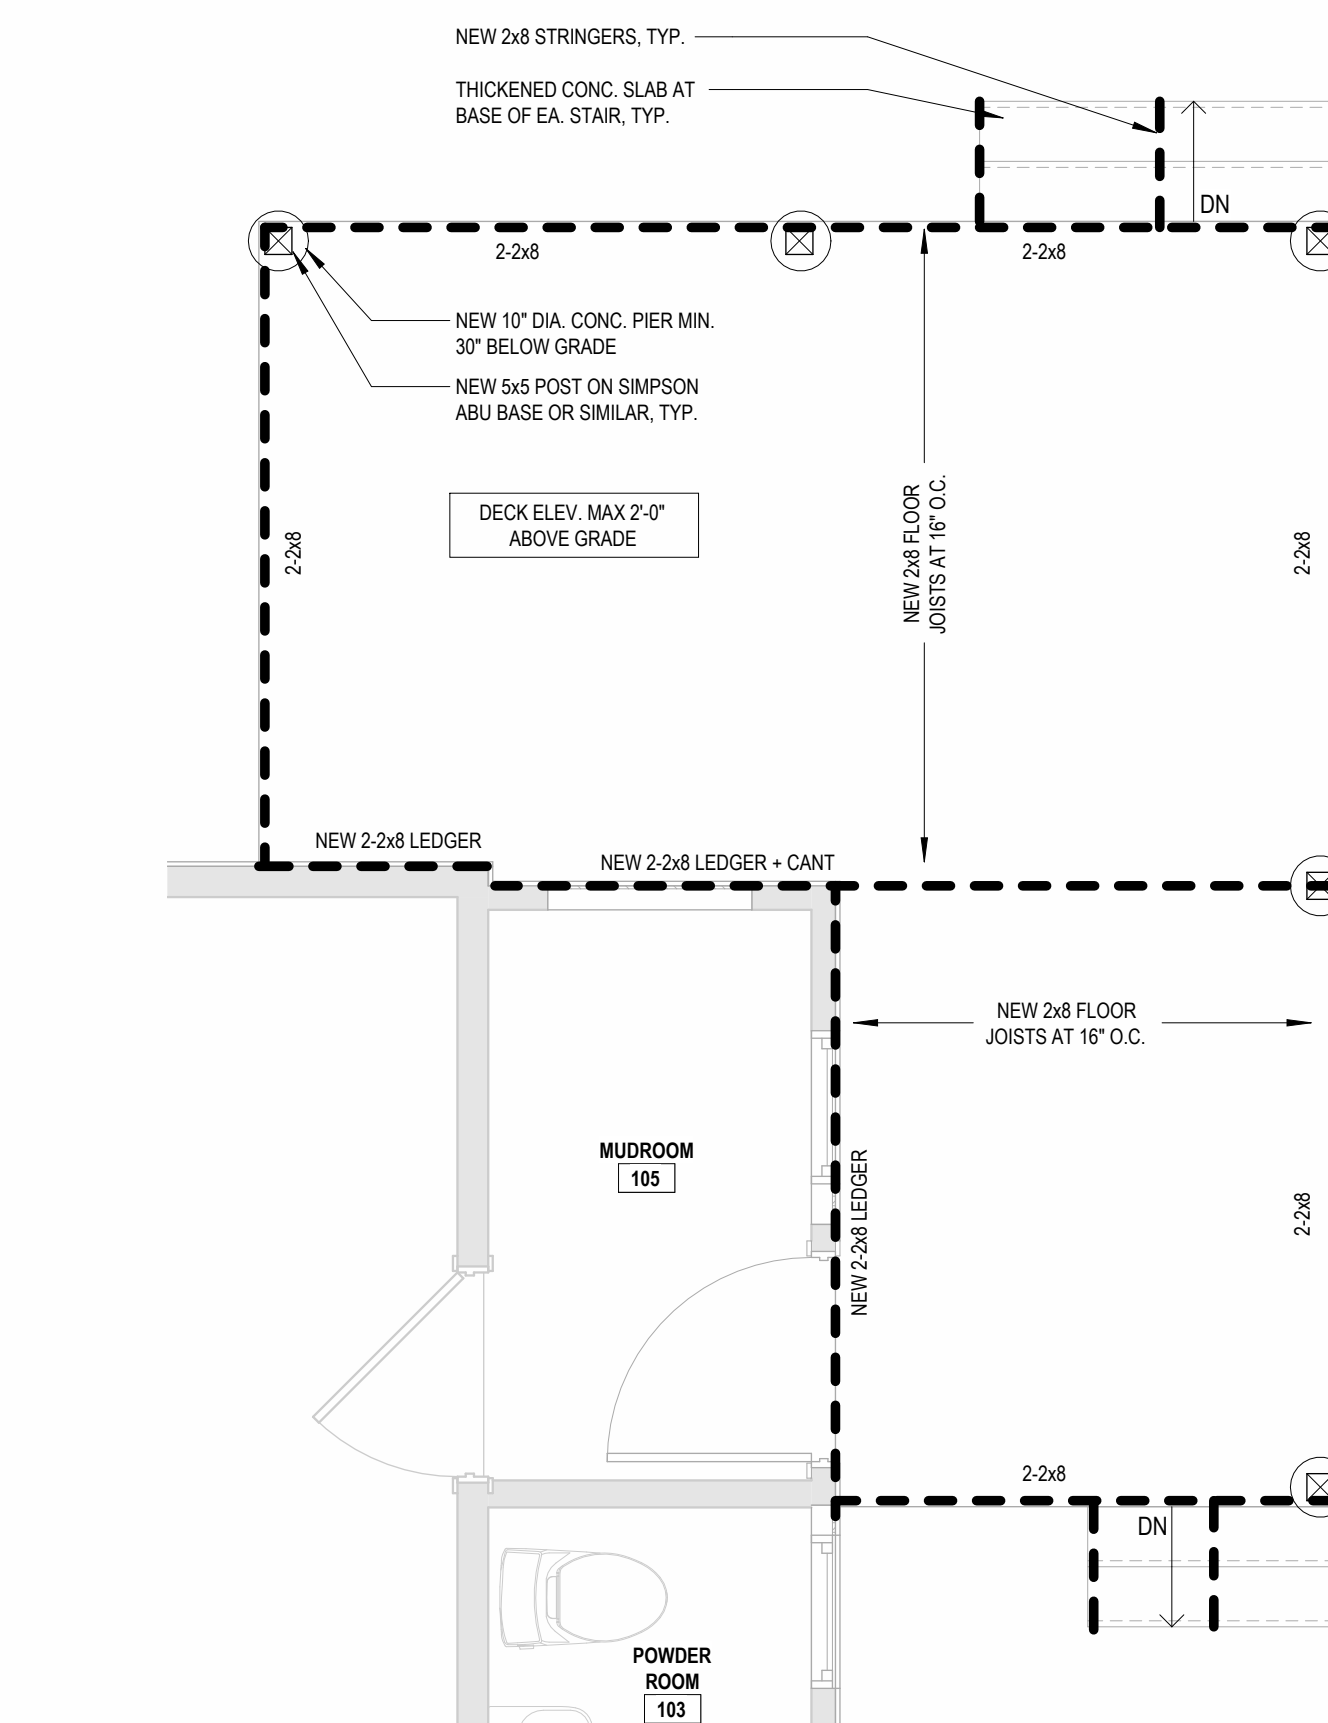 NEW 2x8 STRINGERS, TYP.
THICKENED CONC. SLAB AT
BASE OF EA. STAIR, TYP.
DN
2-2x8
2-2x8
NEW 10" DIA. CONC. PIER MIN.
30" BELOW GRADE
NEW 5x5 POST ON SIMPSON
ABU BASE OR SIMILAR, TYP.
DECK ELEV. MAX 2'-0"
ABOVE GRADE
2-2x8
NEW 2x8 FLOOR
JOISTS AT 16" O.C.
2-2x8
NEW 2-2x8 LEDGER
NEW 2-2x8 LEDGER + CANT
NEW 2x8 FLOOR
JOISTS AT 16" O.C.
MUDROOM
105
NEW 2-2x8 LEDGER
2-2x8
2-2x8
DN
POWDER
ROOM
103